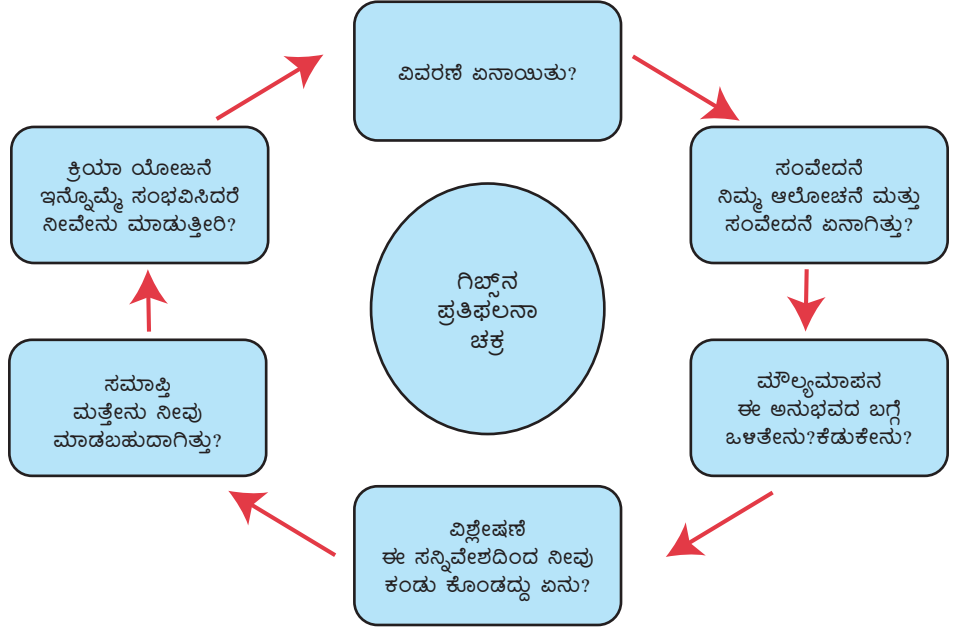 ವಿವರಣೆ ಏನಾಯಿತು?
ಸಂವೇದನೆ
ನಿಮ್ಮ ಆಲೋಚನೆ ಮತ್ತು
ಸಂವೇದನೆ ಏನಾಗಿತ್ತು?
ಮೌಲ್ಯಮಾಪನ
ಈ ಅನುಭವದ ಬಗ್ಗೆ
ಒಳಿತೇನು?ಕೆಡುಕೇನು?
ವಿಶ್ಲೇಷಣೆ
ಈ ಸನ್ನಿವೇಶದಿಂದ ನೀವು
ಕಂಡು ಕೊಂಡದ್ದು ಏನು?
ಸಮಾಪ್ತಿ
ಮತ್ತೇನು ನೀವು
ಮಾಡಬಹುದಾಗಿತ್ತು?
ಕ್ರಿಯಾ ಯೋಜನೆ
ಇನ್ನೊಮ್ಮೆ ಸಂಭವಿಸಿದರೆ
ನೀವೇನು ಮಾಡುತ್ತೀರಿ?
ಗಿಬ್ಸ್‌ನ
ಪ್ರತಿಫಲನಾ
ಚಕ್ರ